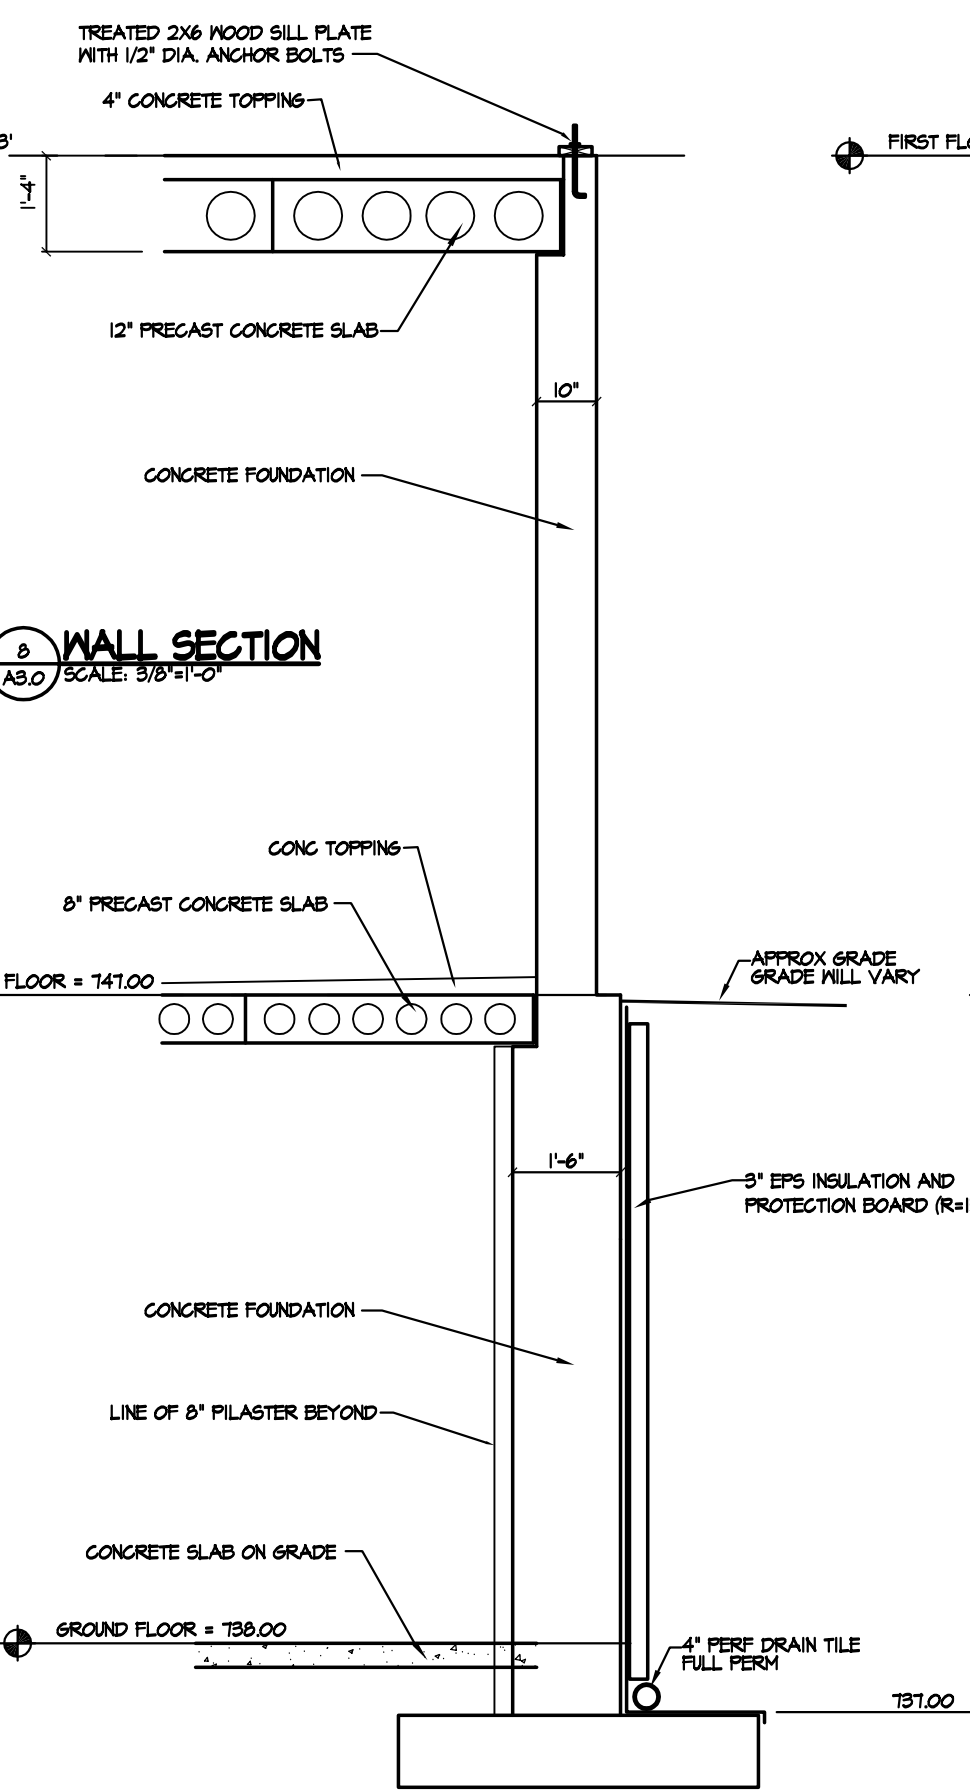 TREATED 2X6 WOOD SILL PLATE
WITH 1/2" DIA. ANCHOR BOLTS
4" CONCRETE TOPPING
FIRST
1'-4"
12" PRECAST CONCRETE SLAB
10"
CONCRETE FOUNDATION
8
A3.0
WALL SECTION
SCALE: 3/8"=1'-0"
CONC TOPPING
8" PRECAST CONCRETE SLAB
FLOOR = 747.00
APPROX GRADE
GRADE WILL VARY
1'-6"
3" EPS INSULATION AND
PROTECTION BOARD
CONCRETE FOUNDATION
LINE OF 8" PILASTER BEYOND
CONCRETE SLAB ON GRADE
GROUND FLOOR = 738.00
4" PERF DRAIN TILE
FULL PERM
737.00